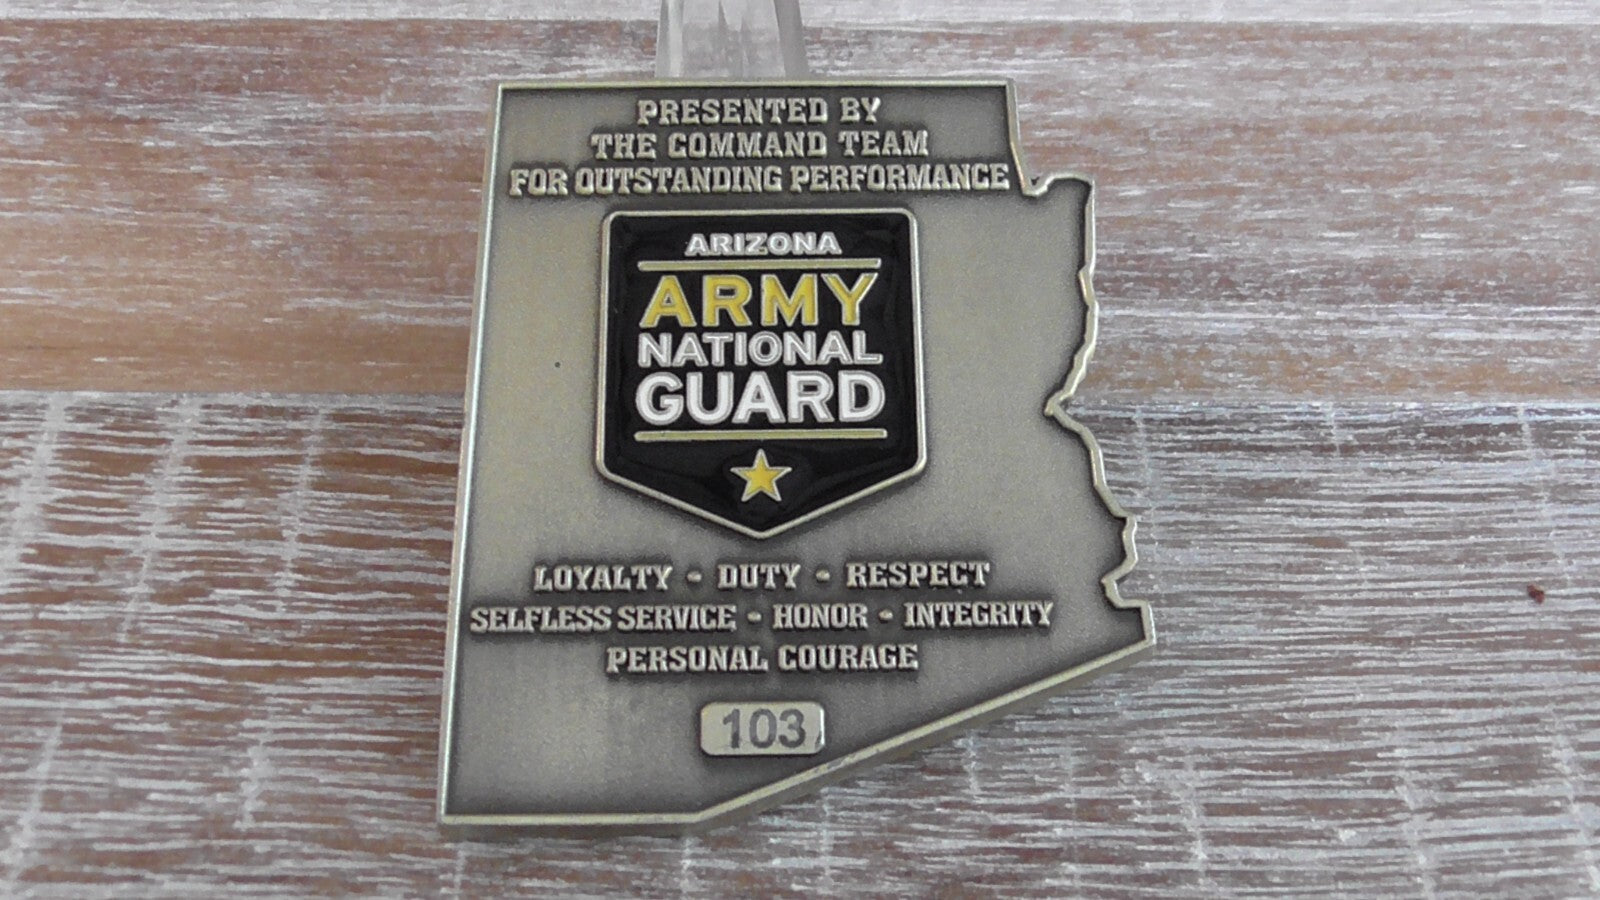 PRESENTED BY
THE COMMAND TEAM
FOR OUTSTANDING PERFORMANCE
ARIZONA
ARMY
NATIONAL
GUARD
LOYALTY - DUTY - RESPECT
SELFLESS SERVICE - HONOR - INTEGRITY
PERSONAL COURAGE
103